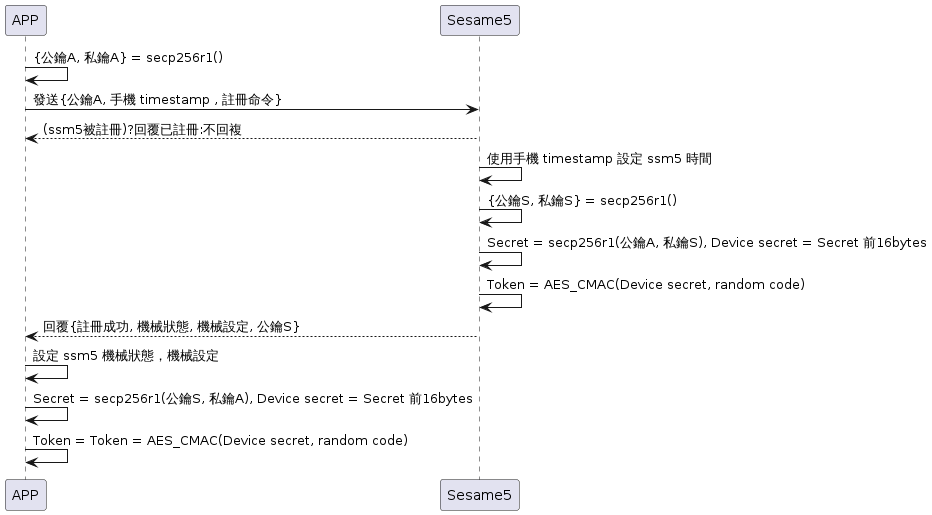 APP
Sesame5
{公鑰A, 私鑰A} = secp256r1()
發送{公鑰A, 手機 timestamp , 註冊命令}
(ssm5被註冊)?回覆已註冊:不回複
使用手機 timestamp 設定 ssm5 時間
{公鑰S, 私鑰S} = secp256r1()
Secret = secp256r1(公鑰A, 私鑰S), Device secret = Secret 前16bytes
Token = AES_CMAC(Device secret, random code)
回覆{註冊成功, 機械狀態, 機械設定, 公鑰S}
設定 ssm5 機械狀態，機械設定
Secret = secp256r1(公鑰S, 私鑰A), Device secret = Secret 前16bytes
Token = Token = AES_CMAC(Device secret, random code)
APP
Sesame5